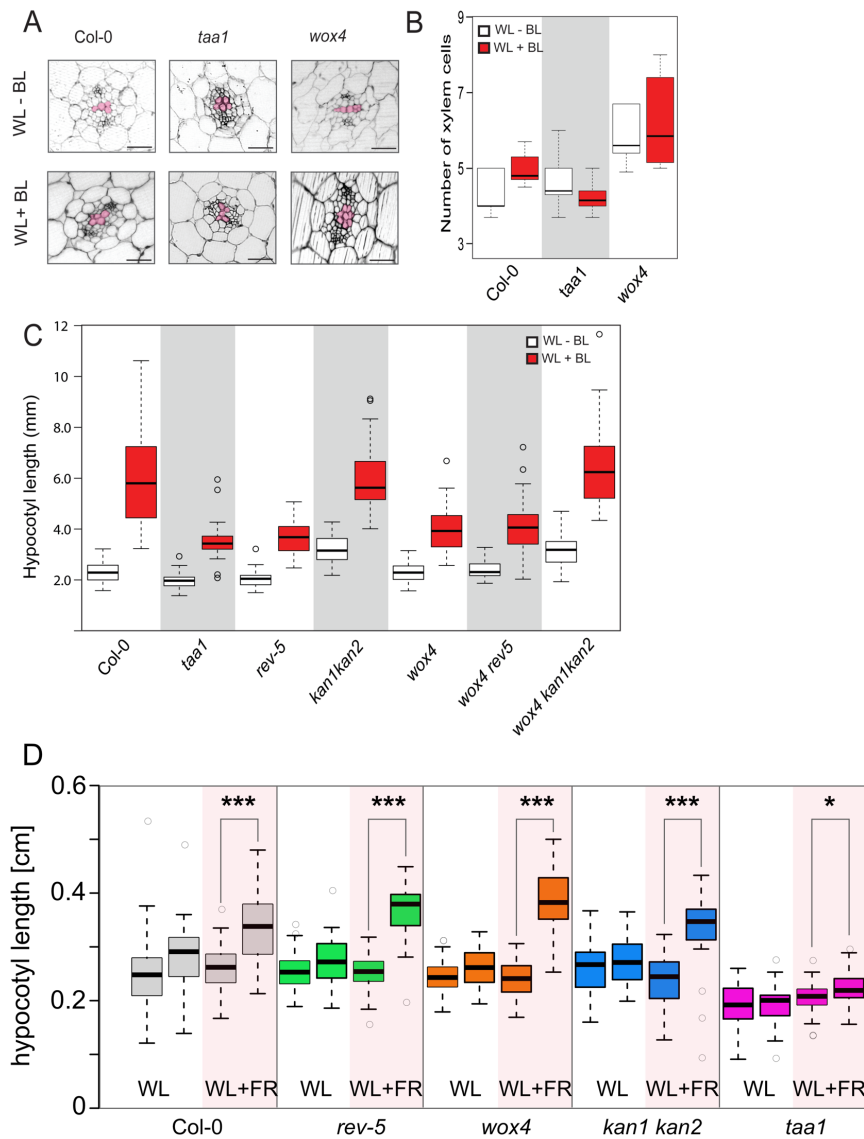 A
Col-0 taa1 wox4
WL - BL
WL+ BL
B
Number of xylem cells
9
7
5
3
WL - BL
WL + BL
Col-0 taa1 wox4
C
Hypocotyl length (mm)
12
10
8.0
6.0
4.0
2.0
WL - BL
WL + BL
Col-0 taa1 rev-5 kan1kan2 wox4 wox4 rev5 wox4 kan1kan2
D
hypocotyl length [cm]
0.6
0.4
0.2
0
*** *** *** *** *
WL WL+FR WL WL+FR WL WL+FR WL WL+FR WL WL+FR
Col-0 rev-5 wox4 kan1 kan2 taa1